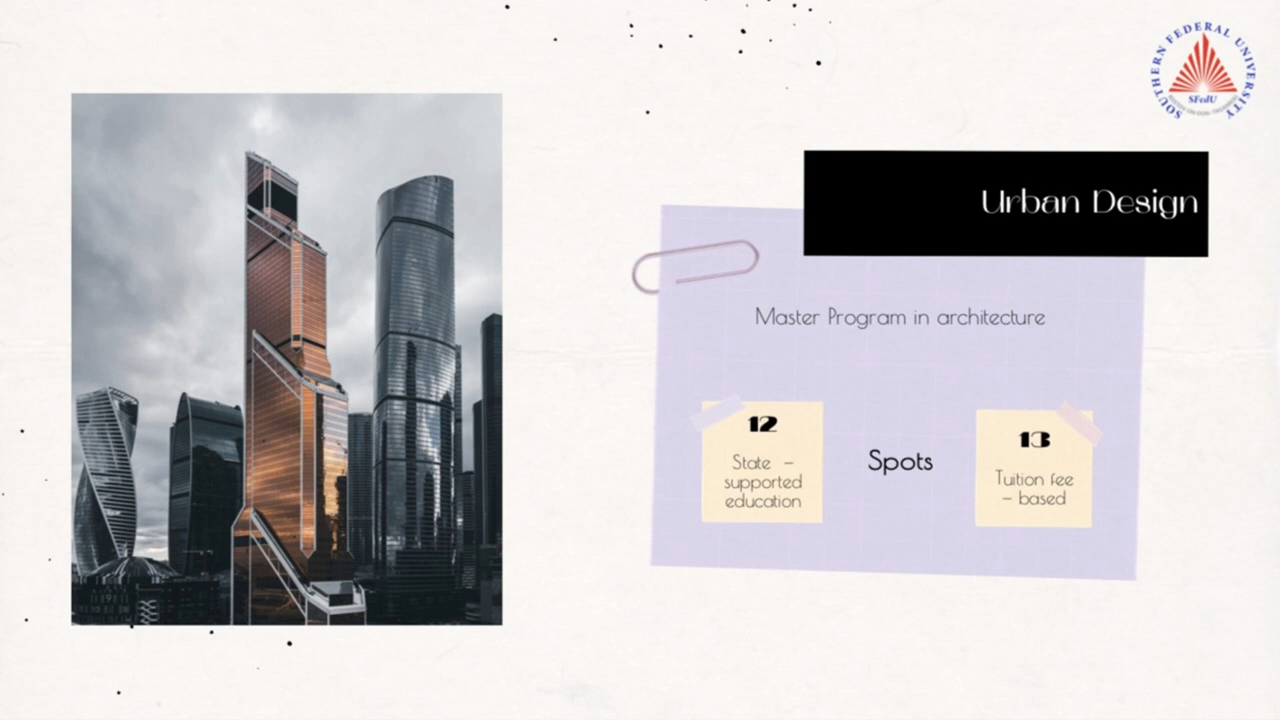 SOUTHERN FEDERAL UNIVERSITY
SFedU
Urban Design
Master Program in architecture
12
State –
supported
education
Spots
13
Tuition fee
– based